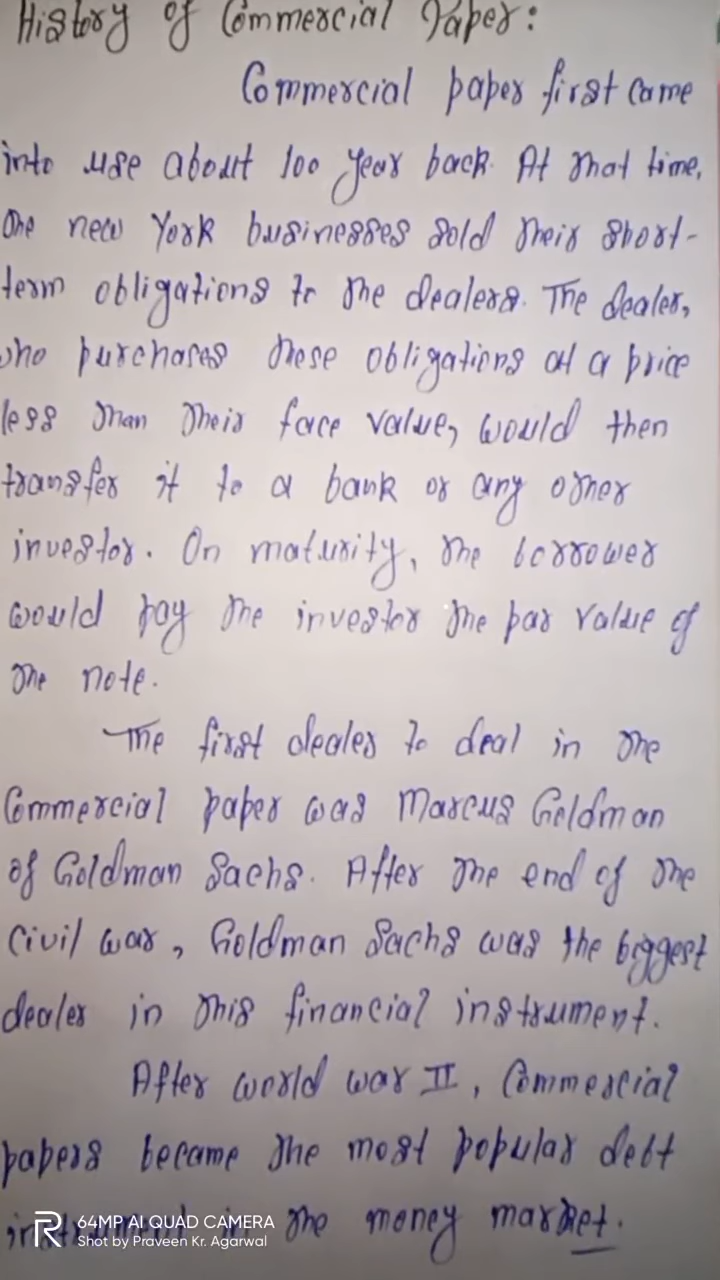 History of Commercial Paper:
Commercial paper first came
into use about 100 year back. At that time,
the new York businesses sold their short-
term obligations to the dealers. The dealer,
who purchases these obligations at a price
less than their face value, would then
transfer it to a bank or any other
investor. On maturity, the borrower
would pay the investor the par value of
the note.
The first dealer to deal in the
Commercial paper was Marcus Goldman
of Goldman Sachs. After the end of the
Civil war, Goldman Sachs was the biggest
dealer in this financial instrument.
After world war II, Commercial
papers became the most popular debt
instrument in the money market.
64MP AI QUAD CAMERA
Shot by Praveen Kr. Agarwal